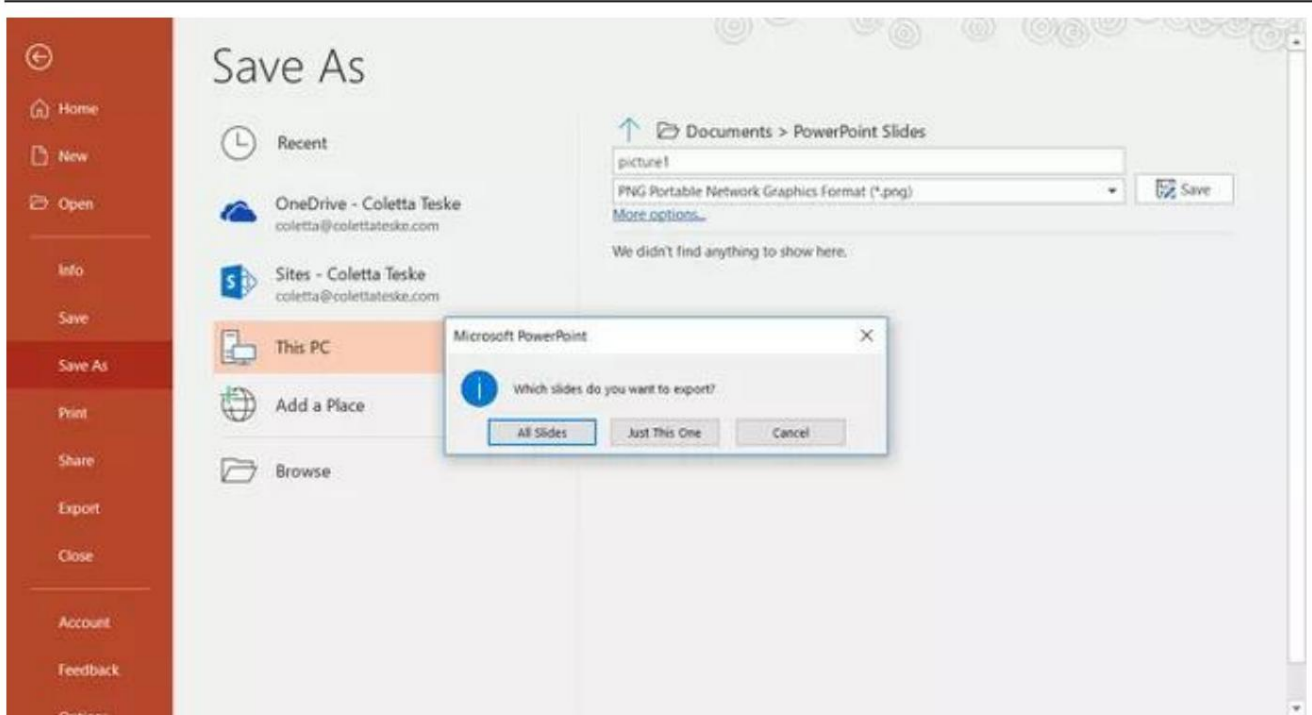 Save As
Home
New
Open
Info
Save
Save As
Print
Share
Export
Close
Account
Feedback
Options
Recent
OneDrive - Coletta Teske
coletta@colettateske.com
Sites - Coletta Teske
coletta@colettateske.com
This PC
Add a Place
Browse
Documents > PowerPoint Slides
picture1
PNG Portable Network Graphics Format (*.png)
Save
More options...
We didn't find anything to show here.
Microsoft PowerPoint
Which slides do you want to export?
All Slides
Just This One
Cancel